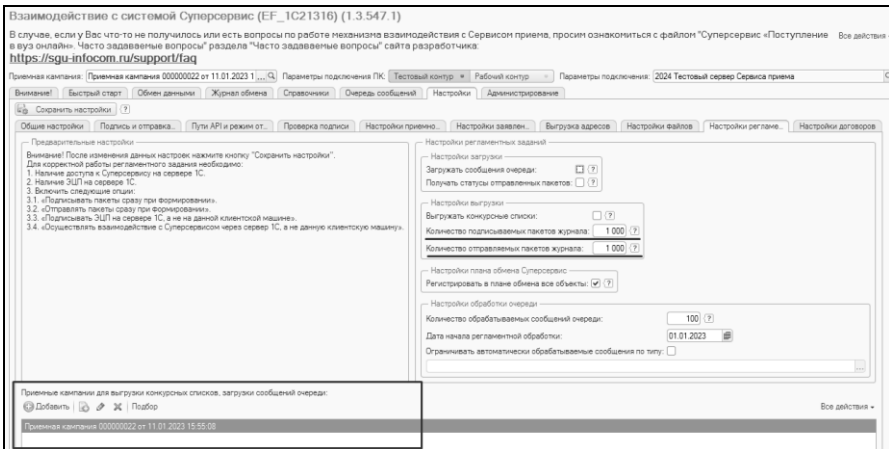 Взаимодействие с системой Суперсервис (EF_1C21316) (1.3.547.1)
В случае, если у Вас что-то не получилось или есть вопросы по работе механизма взаимодействия с Сервисом приема, просим ознакомиться с файлом "Суперсервис «Поступление Все действия
в вуз онлайн». Часто задаваемые вопросы" раздела "Часто задаваемые вопросы" сайта
разработчика:
https://sgu-infocom.ru/support/faq
Приемная кампания: Приемная кампания 000000022 от 11.01.2023 1 ... Параметры подключения ПК: Тестовый контур Рабочий контур Параметры подключения: 2024 Тестовый сервер Сервиса приема
Внимание! Быстрый старт Обмен данными Журнал обмена Справочники Очередь сообщений Настройки Администрирование
Сохранить настройки ?
Общие настройки Подпись и отправка... Пути API и режим от... Проверка подписи Настройки приемно... Настройки заявлен... Выгрузка адресов Настройки файлов Настройки регламе... Настройки договоров
Предварительные настройки
Внимание! После изменения данных настроек нажмите кнопку "Сохранить настройки".
Для корректной работы регламентного задания необходимо:
1. Наличие доступа к Суперсервису на сервере 1С.
2. Наличие ЭЦП на сервере 1С.
3. Включить следующие опции:
3.1. «Подписывать пакеты сразу при формировании».
3.2. «Отправлять пакеты сразу при формировании».
3.3. «Подписывать ЭЦП на сервере 1С, а не на данной клиентской машине».
3.4. «Осуществлять взаимодействие с Суперсервисом через сервер 1С, а не данную клиентскую машину».
Настройки регламентных заданий
Настройки загрузки
Загружать сообщения очереди: ?
Получать статусы отправленных пакетов: ?
Настройки выгрузки
Выгружать конкурсные списки: ?
Количество подписываемых пакетов журнала: 1 000 ?
Количество отправляемых пакетов журнала: 1 000 ?
Настройки плана обмена Суперсервис
Регистрировать в плане обмена все объекты: ?
Настройки обработки очереди
Количество обрабатываемых сообщений очереди: 100 ?
Дата начала регламентной обработки: 01.01.2023
Ограничивать автоматически обрабатываемые сообщения по типу:
...
Приемные кампании для выгрузки конкурсных списков, загрузки сообщений очереди:
Добавить Подбор Все действия
Приемная кампания 000000022 от 11.01.2023 15:55:08